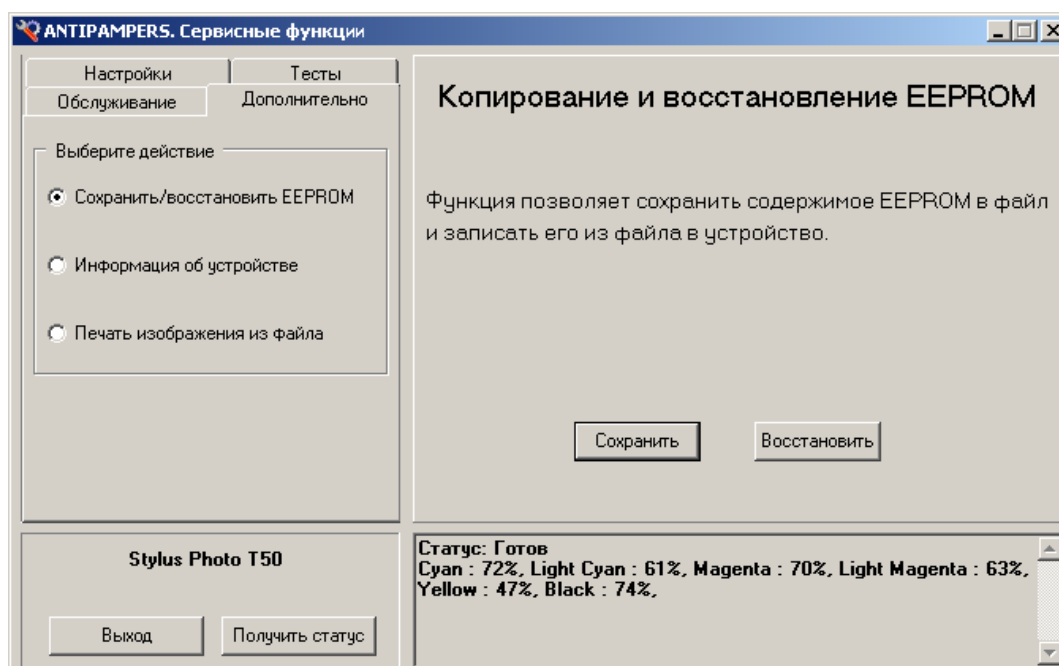 ANTIPAMPERS. Сервисные функции
Настройки
Тесты
Обслуживание
Дополнительно
Выберите действие
Сохранить/восстановить EEPROM
Информация об устройстве
Печать изображения из файла
Копирование и восстановление EEPROM
Функция позволяет сохранить содержимое EEPROM в файл
и записать его из файла в устройство.
Сохранить
Восстановить
Stylus Photo T50
Выход
Получить статус
Статус: Готов
Cyan : 72%, Light Cyan : 61%, Magenta : 70%, Light Magenta : 63%,
Yellow : 47%, Black : 74%,